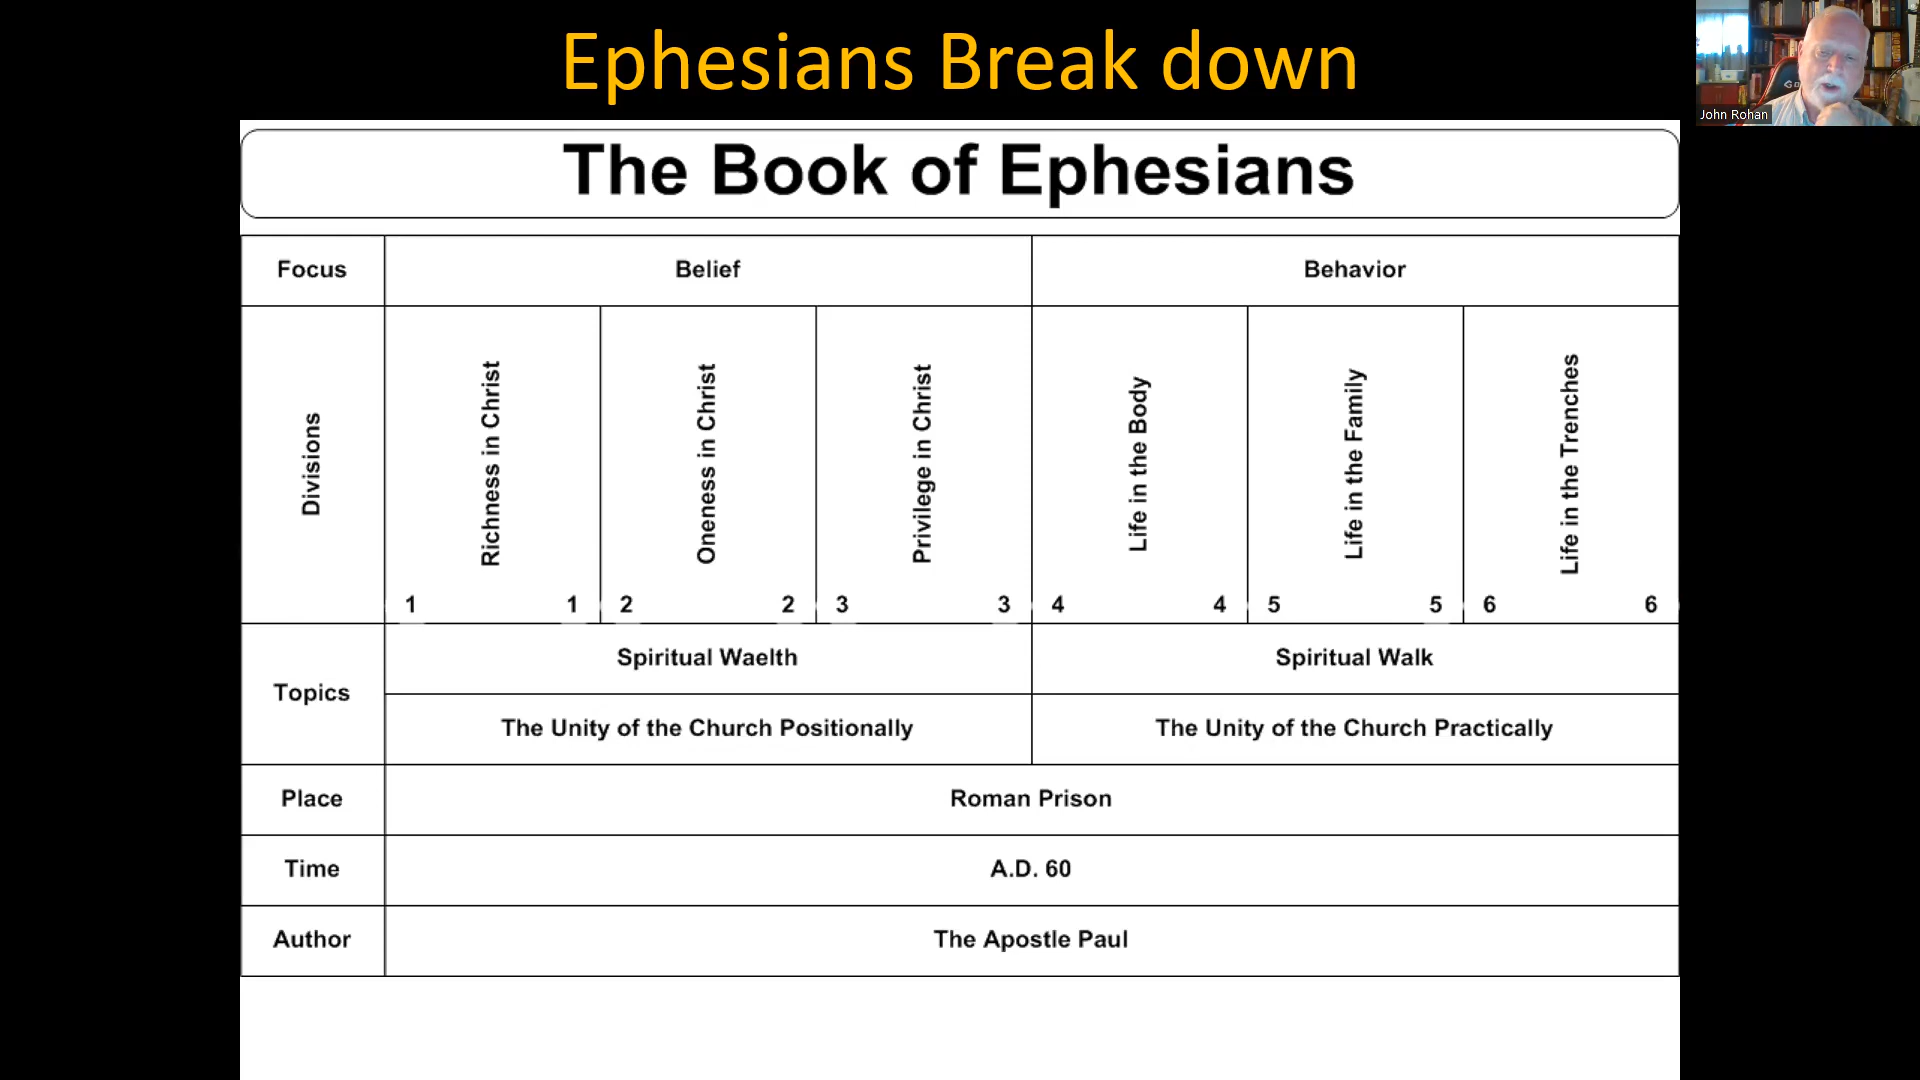 Ephesians Break down
John Rohan
The Book of Ephesians
Focus
Belief
Behavior
Divisions
Richness in Christ
Oneness in Christ
Privilege in Christ
Life in the Body
Life in the Family
Life in the Trenches
1 1 2 2 3 3 4 4 5 5 6 6
Topics
Spiritual Waelth
Spiritual Walk
The Unity of the Church Positionally
The Unity of the Church Practically
Place
Roman Prison
Time
A.D. 60
Author
The Apostle Paul